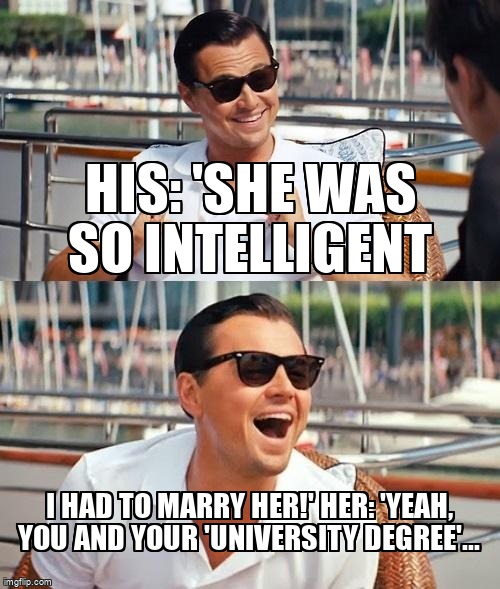 HIS: 'SHE WAS
SO INTELLIGENT
I HAD TO MARRY HER!' HER: 'YEAH,
YOU AND YOUR 'UNIVERSITY DEGREE'...
imgflip.com